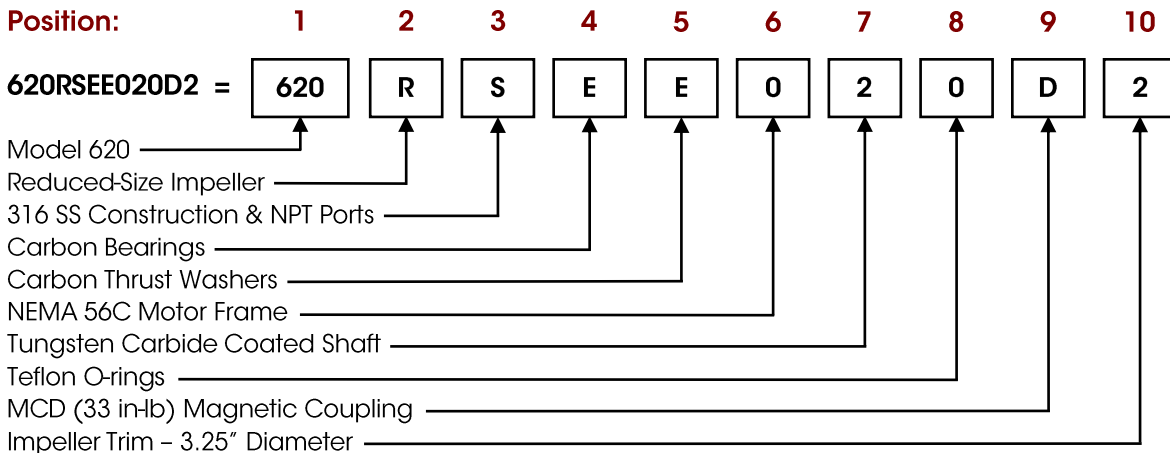 Position: 1 2 3 4 5 6 7 8 9 10
620RSEE020D2 = 620 R S E E 0 2 0 D 2
Model 620
Reduced-Size Impeller
316 SS Construction & NPT Ports
Carbon Bearings
Carbon Thrust Washers
NEMA 56C Motor Frame
Tungsten Carbide Coated Shaft
Teflon O-rings
MCD (33 in-lb) Magnetic Coupling
Impeller Trim – 3.25” Diameter